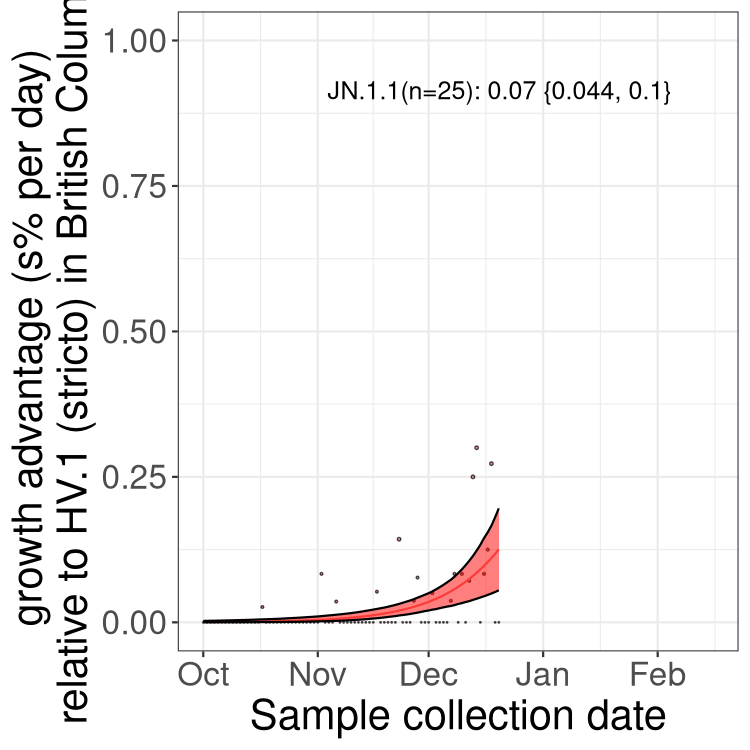 growth advantage (s% per day)
relative to HV.1 (stricto) in British Colum
1.00
0.75
0.50
0.25
0.00
JN.1.1(n=25): 0.07 {0.044, 0.1}
Oct Nov Dec Jan Feb
Sample collection date